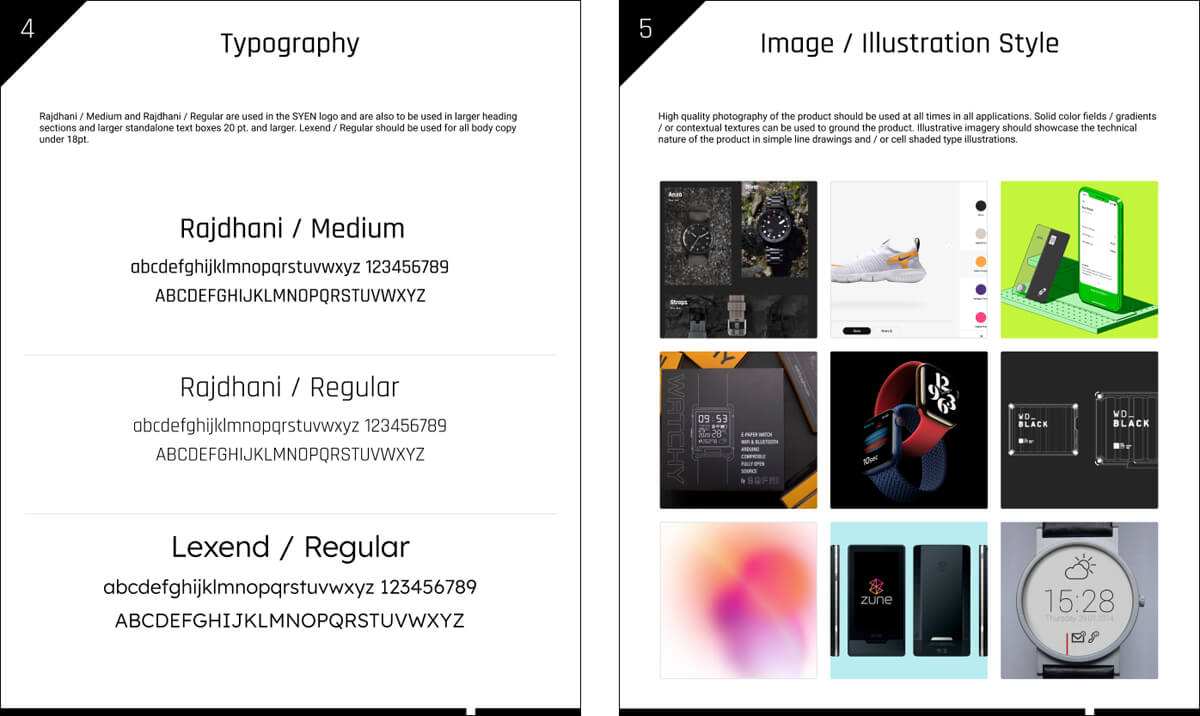 4
Typography
Rajdhani / Medium and Rajdhani / Regular are used in the SYEN logo and are also to be used in larger heading
sections and larger standalone text boxes 20 pt. and larger. Lexend / Regular should be used for all body copy
under 18pt.
Rajdhani / Medium
abcdefghijklmnopqrstuvwxyz 123456789
ABCDEFGHIJKLMNOPQRSTUVWXYZ
Rajdhani / Regular
abcdefghijklmnopqrstuvwxyz 123456789
ABCDEFGHIJKLMNOPQRSTUVWXYZ
Lexend / Regular
abcdefghijklmnopqrstuvwxyz 123456789
ABCDEFGHIJKLMNOPQRSTUVWXYZ
5
Image / Illustration Style
High quality photography of the product should be used at all times in all applications. Solid color fields / gradients
/ or contextual textures can be used to ground the product. Illustrative imagery should showcase the technical
nature of the product in simple line drawings and / or cell shaded type illustrations.
Straps
WATCHY
09:53
E-PAPER WATCH
WIFI & BLUETOOTH
ARDUINO
COMPATIBLE
FULLY OPEN
SOURCE
10
12
09
63
WD_
BLACK
WD_
BLACK
zune
15:28